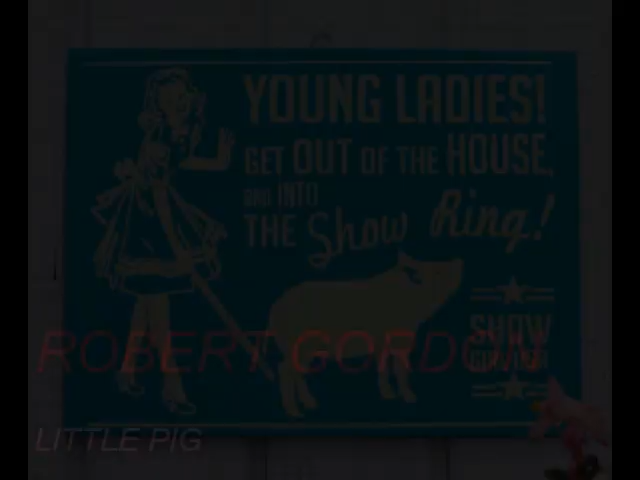 YOUNG LADIES!
GET OUT OF THE HOUSE,
AND INTO
THE Show Ring!
SHOW
ROBERT GORDON
LITTLE PIG